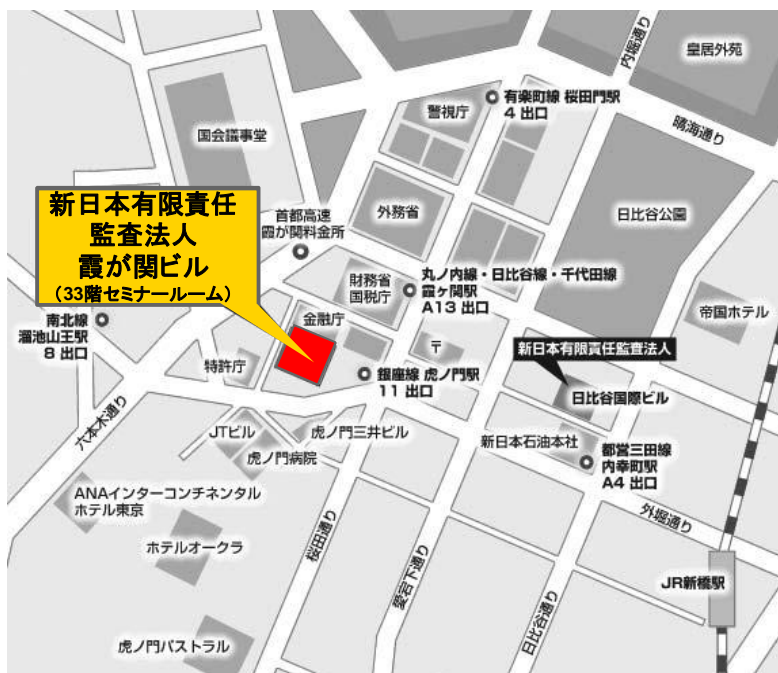 皇居外苑
内堀通り
有楽町線 桜田門駅
4 出口
警視庁
晴海通り
国会議事堂
新日本有限責任
監査法人
霞が関ビル
(33階セミナールーム)
首都高速
霞が関料金所
外務省
日比谷公園
財務省
国税庁
丸ノ内線・日比谷線・千代田線
霞ヶ関駅
A13 出口
帝国ホテル
南北線
溜池山王駅
8 出口
金融庁
〒
新日本有限責任監査法人
特許庁
銀座線 虎ノ門駅
11 出口
日比谷国際ビル
六本木通り
JTビル
虎ノ門三井ビル
虎ノ門病院
新日本石油本社
都営三田線
内幸町駅
A4 出口
ANAインターコンチネンタル
ホテル東京
外堀通り
ホテルオークラ
桜田通り
愛宕下通り
日比谷通り
JR新橋駅
虎ノ門パストラル